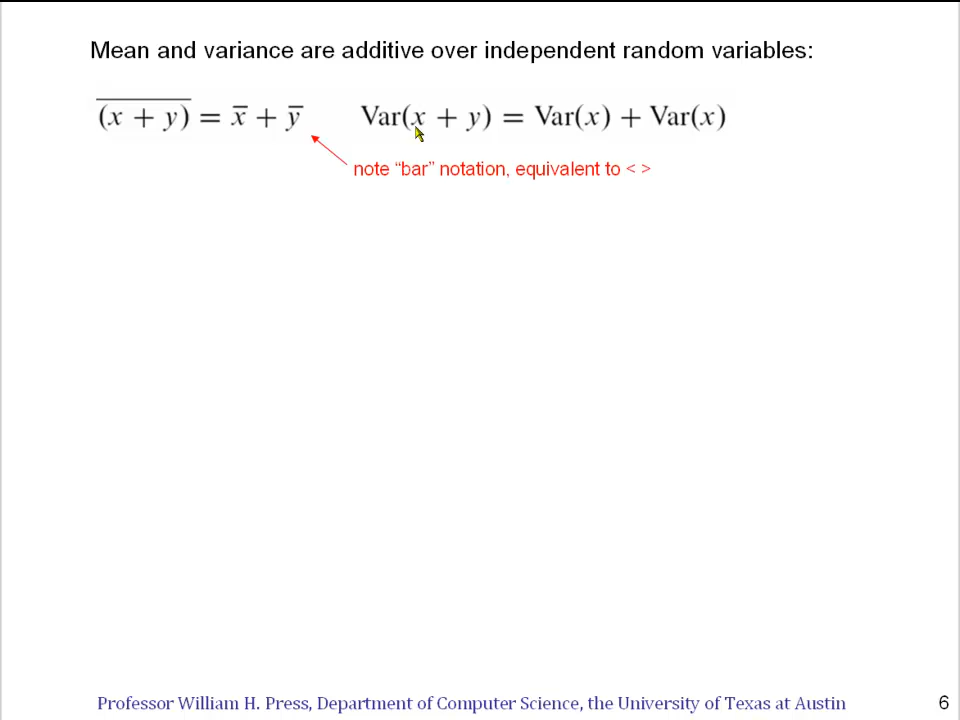 Mean and variance are additive over independent random variables:
\overline{(x + y)} = x̅ + y̅    Var(x + y) = Var(x) + Var(x)
note “bar” notation, equivalent to < >
Professor William H. Press, Department of Computer Science, the University of Texas at Austin
6